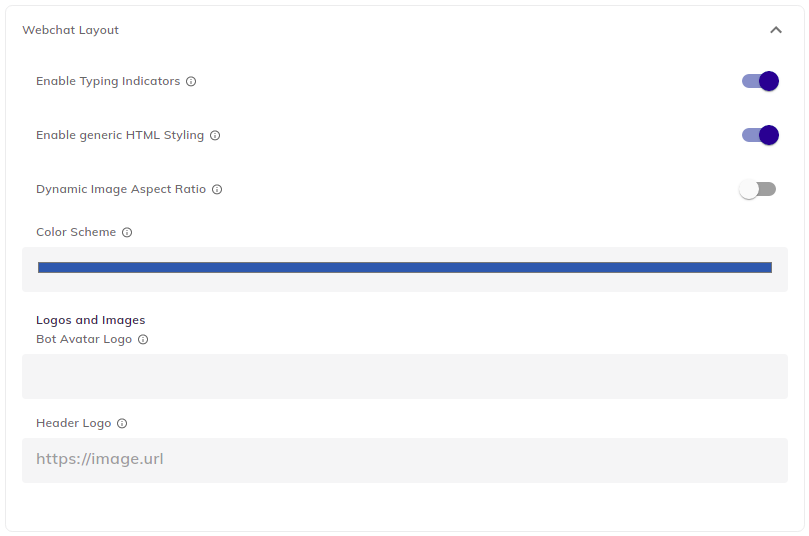 Webchat Layout
Enable Typing Indicators
Enable generic HTML Styling
Dynamic Image Aspect Ratio
Color Scheme
Logos and Images
Bot Avatar Logo
Header Logo
https://image.url